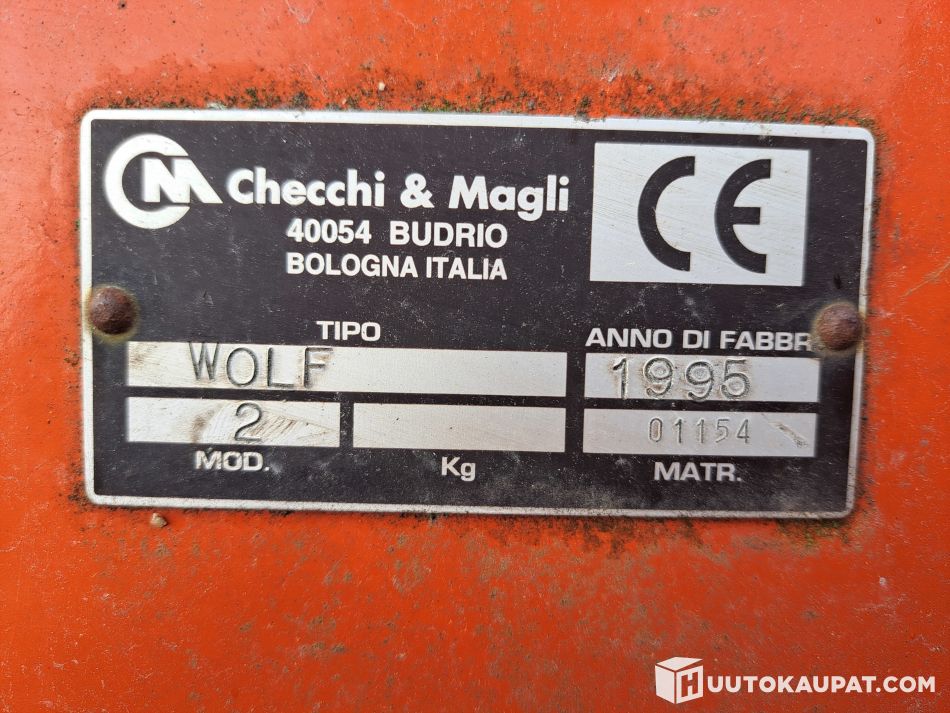 CM Checchi & Magli
40054 BUDRIO
BOLOGNA ITALIA
CE
TIPO
WOLF
ANNO DI FABBR
1995
2
01154
MOD.
Kg
MATR.
HUUTOKAUPAT.COM